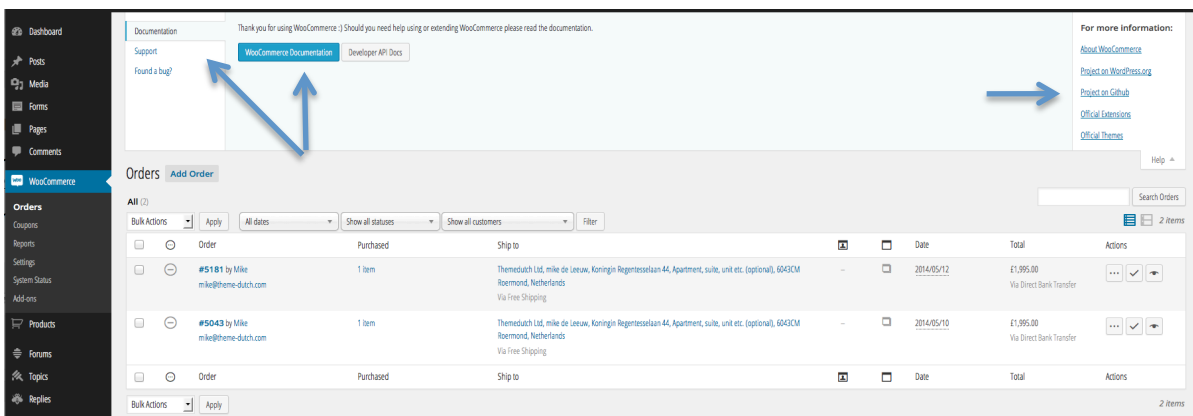 Dashboard
Posts
Media
Forms
Pages
Comments
WooCommerce
Orders
Coupons
Reports
Settings
System Status
Add-ons
Products
Forums
Topics
Replies
Documentation
Support
Found a bug?
Thank you for using WooCommerce :) Should you need help using or extending WooCommerce please read the documentation.
WooCommerce Documentation Developer API Docs
For more information:
About WooCommerce
Project on WordPress.org
Project on Github
Official Extensions
Official Themes
Help
Orders Add Order
All (2)
Search Orders
Bulk Actions Apply All dates Show all statuses Show all customers Filter 2 items
Order Purchased Ship to Date Total Actions
#5181 by Mike 1 item Themedutch Ltd, mike de Leeuw, Koningin Regentesselaan 44, Apartment, suite, unit etc. (optional), 6043CM – 2014/05/12 £1,995.00
mike@theme-dutch.com Roermond, Netherlands Via Direct Bank Transfer
Via Free Shipping
#5043 by Mike 1 item Themedutch Ltd, mike de Leeuw, Koningin Regentesselaan 44, Apartment, suite, unit etc. (optional), 6043CM – 2014/05/10 £1,995.00
mike@theme-dutch.com Roermond, Netherlands Via Direct Bank Transfer
Via Free Shipping
Order Purchased Ship to Date Total Actions
Bulk Actions Apply 2 items